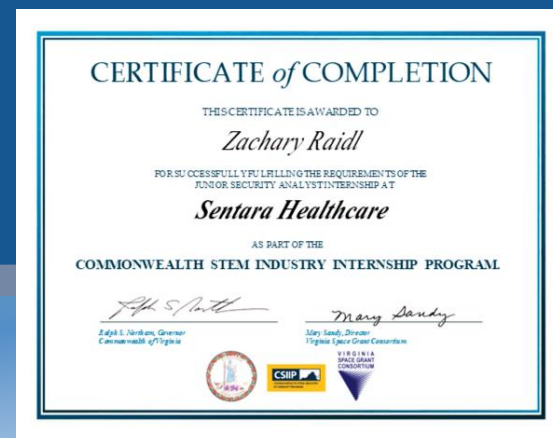 CERTIFICATE of COMPLETION
THIS CERTIFICATE IS AWARDED TO
Zachary Raidl
FOR SUCCESSFULLY FULFILLING THE REQUIREMENTS OF THE
JUNIOR SECURITY ANALYST INTERNSHIP AT
Sentara Healthcare
AS PART OF THE
COMMONWEALTH STEM INDUSTRY INTERNSHIP PROGRAM.
Ralph S. Northam, Governor
Commonwealth of Virginia
Mary Sandy
Mary Sandy, Director
Virginia Space Grant Consortium
CSIIP
VIRGINIA
SPACE GRANT
CONSORTIUM